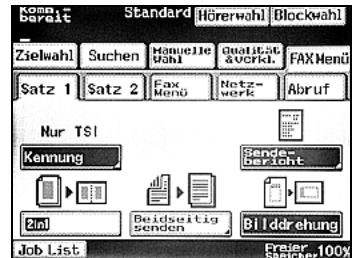 Komm.-
bereit
Standard Hörerwahl Blockwahl
Zielwahl Suchen Manuelle Wahl Qualität &Verkl. FAX Menü
Satz 1 Satz 2 Fax Menü Netz-werk Abruf
Nur TSI
Kennung
Sende-
bericht
2in1
Beidseitig
senden
Bilddrehung
Job List
Freier
Speicher 100%